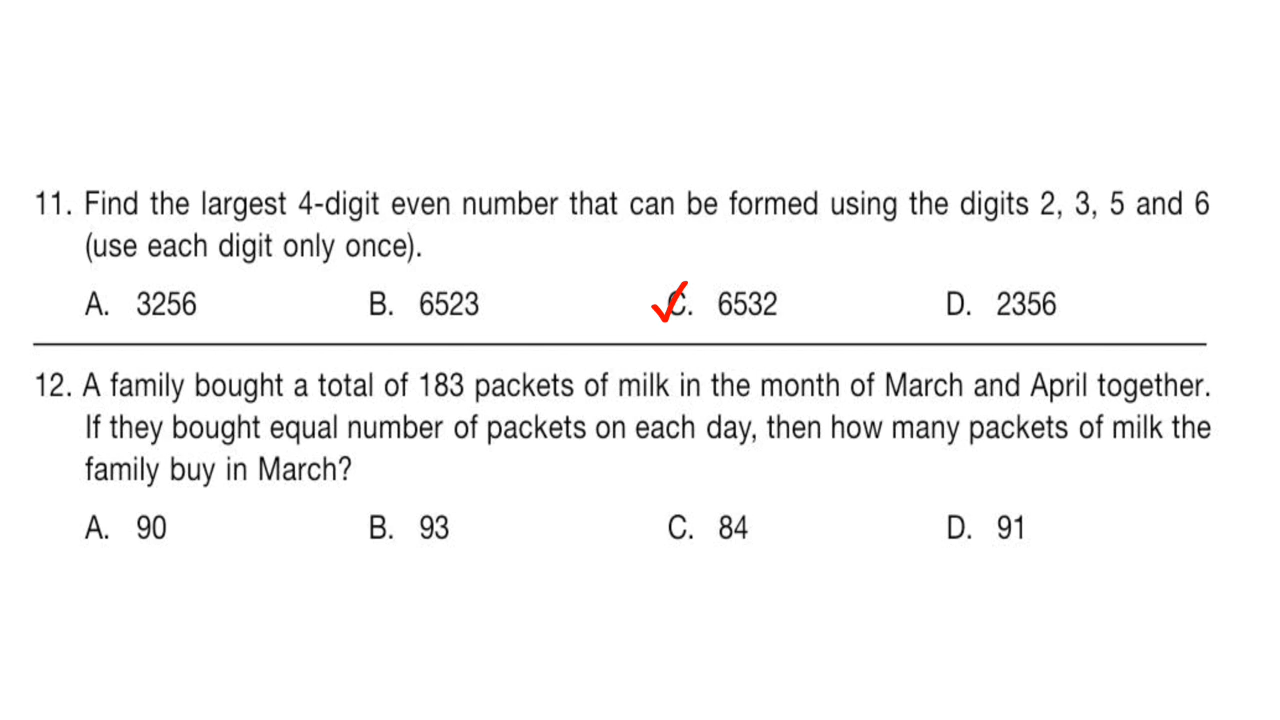 11. Find the largest 4-digit even number that can be formed using the digits 2, 3, 5 and 6
(use each digit only once).
A. 3256 B. 6523 C. 6532 D. 2356
12. A family bought a total of 183 packets of milk in the month of March and April together.
If they bought equal number of packets on each day, then how many packets of milk the
family buy in March?
A. 90 B. 93 C. 84 D. 91